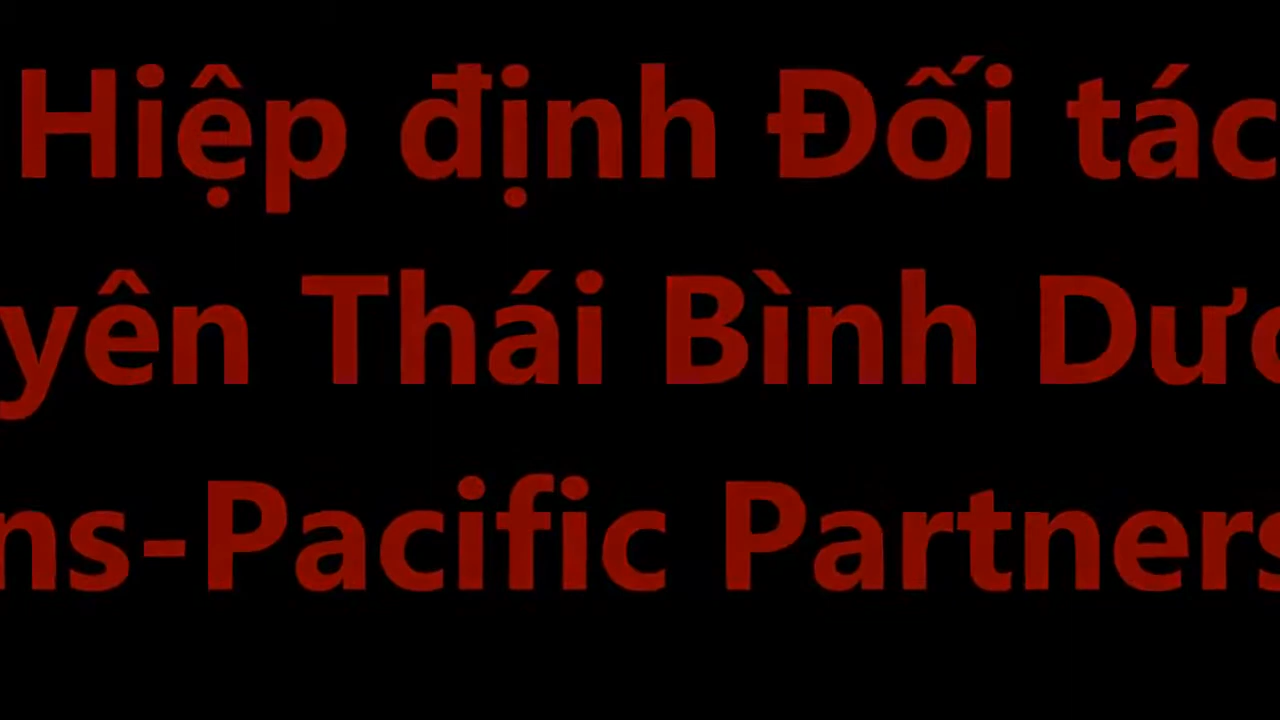 Hiệp định Đối tác
yên Thái Bình Dươ
ns-Pacific Partners